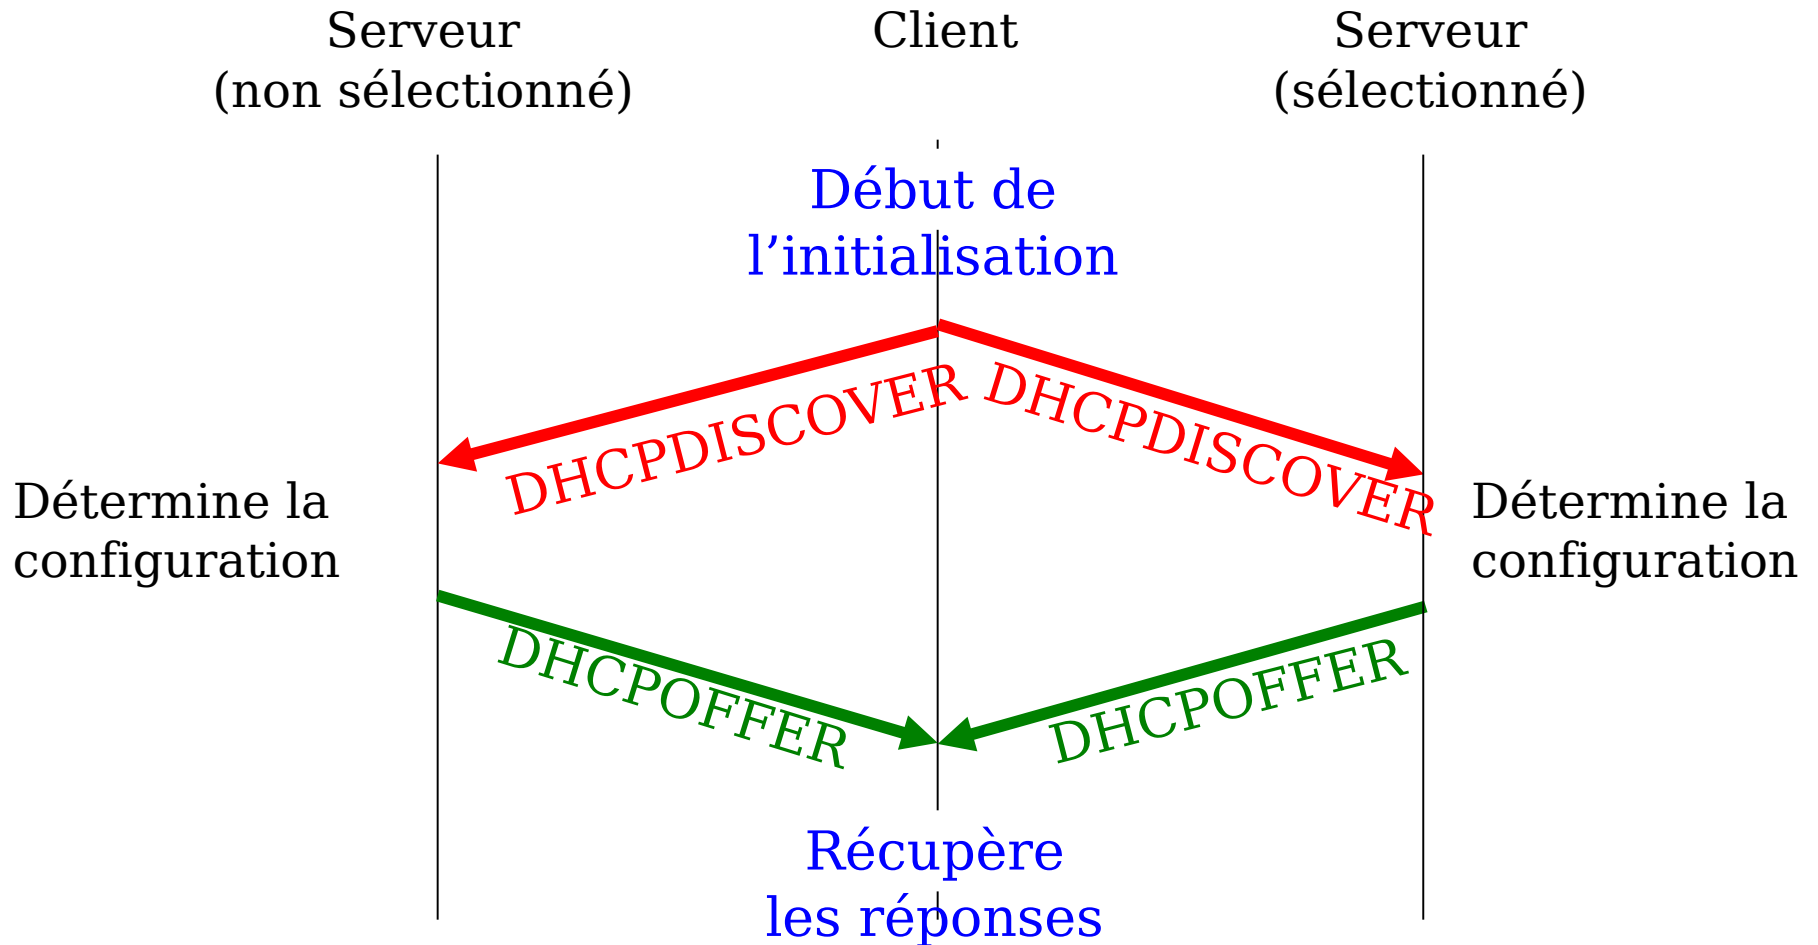 Serveur
(non sélectionné)
Client
Serveur
(sélectionné)
Début de
l’initialisation
DHCPDISCOVER
DHCPDISCOVER
Détermine la
configuration
Détermine la
configuration
DHCPOFFER
DHCPOFFER
Récupère
les réponses